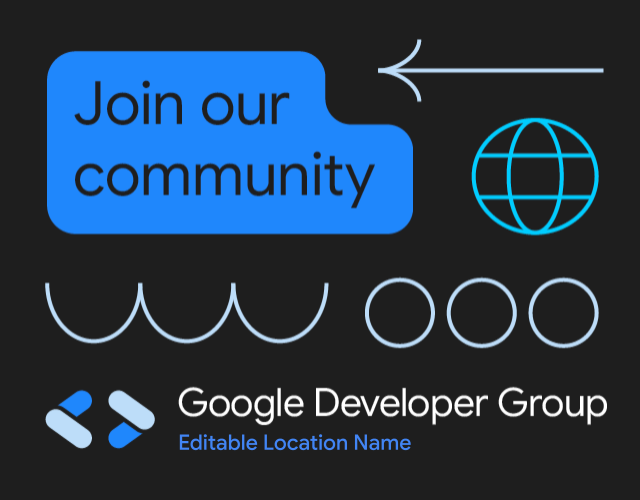 Join our
community
Google Developer Group
Editable Location Name